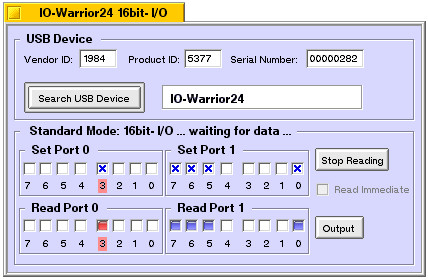 IO-Warrior24 16bit-I/O
USB Device
Vendor ID: 1984 Product ID: 5377 Serial Number: 00000282
Search USB Device IO-Warrior24
Standard Mode: 16bit-I/O ... waiting for data ...
Set Port 0 Set Port 1
Stop Reading
7 6 5 4 3 2 1 0 7 6 5 4 3 2 1 0
Read Immediate
Read Port 0 Read Port 1
Output
7 6 5 4 3 2 1 0 7 6 5 4 3 2 1 0